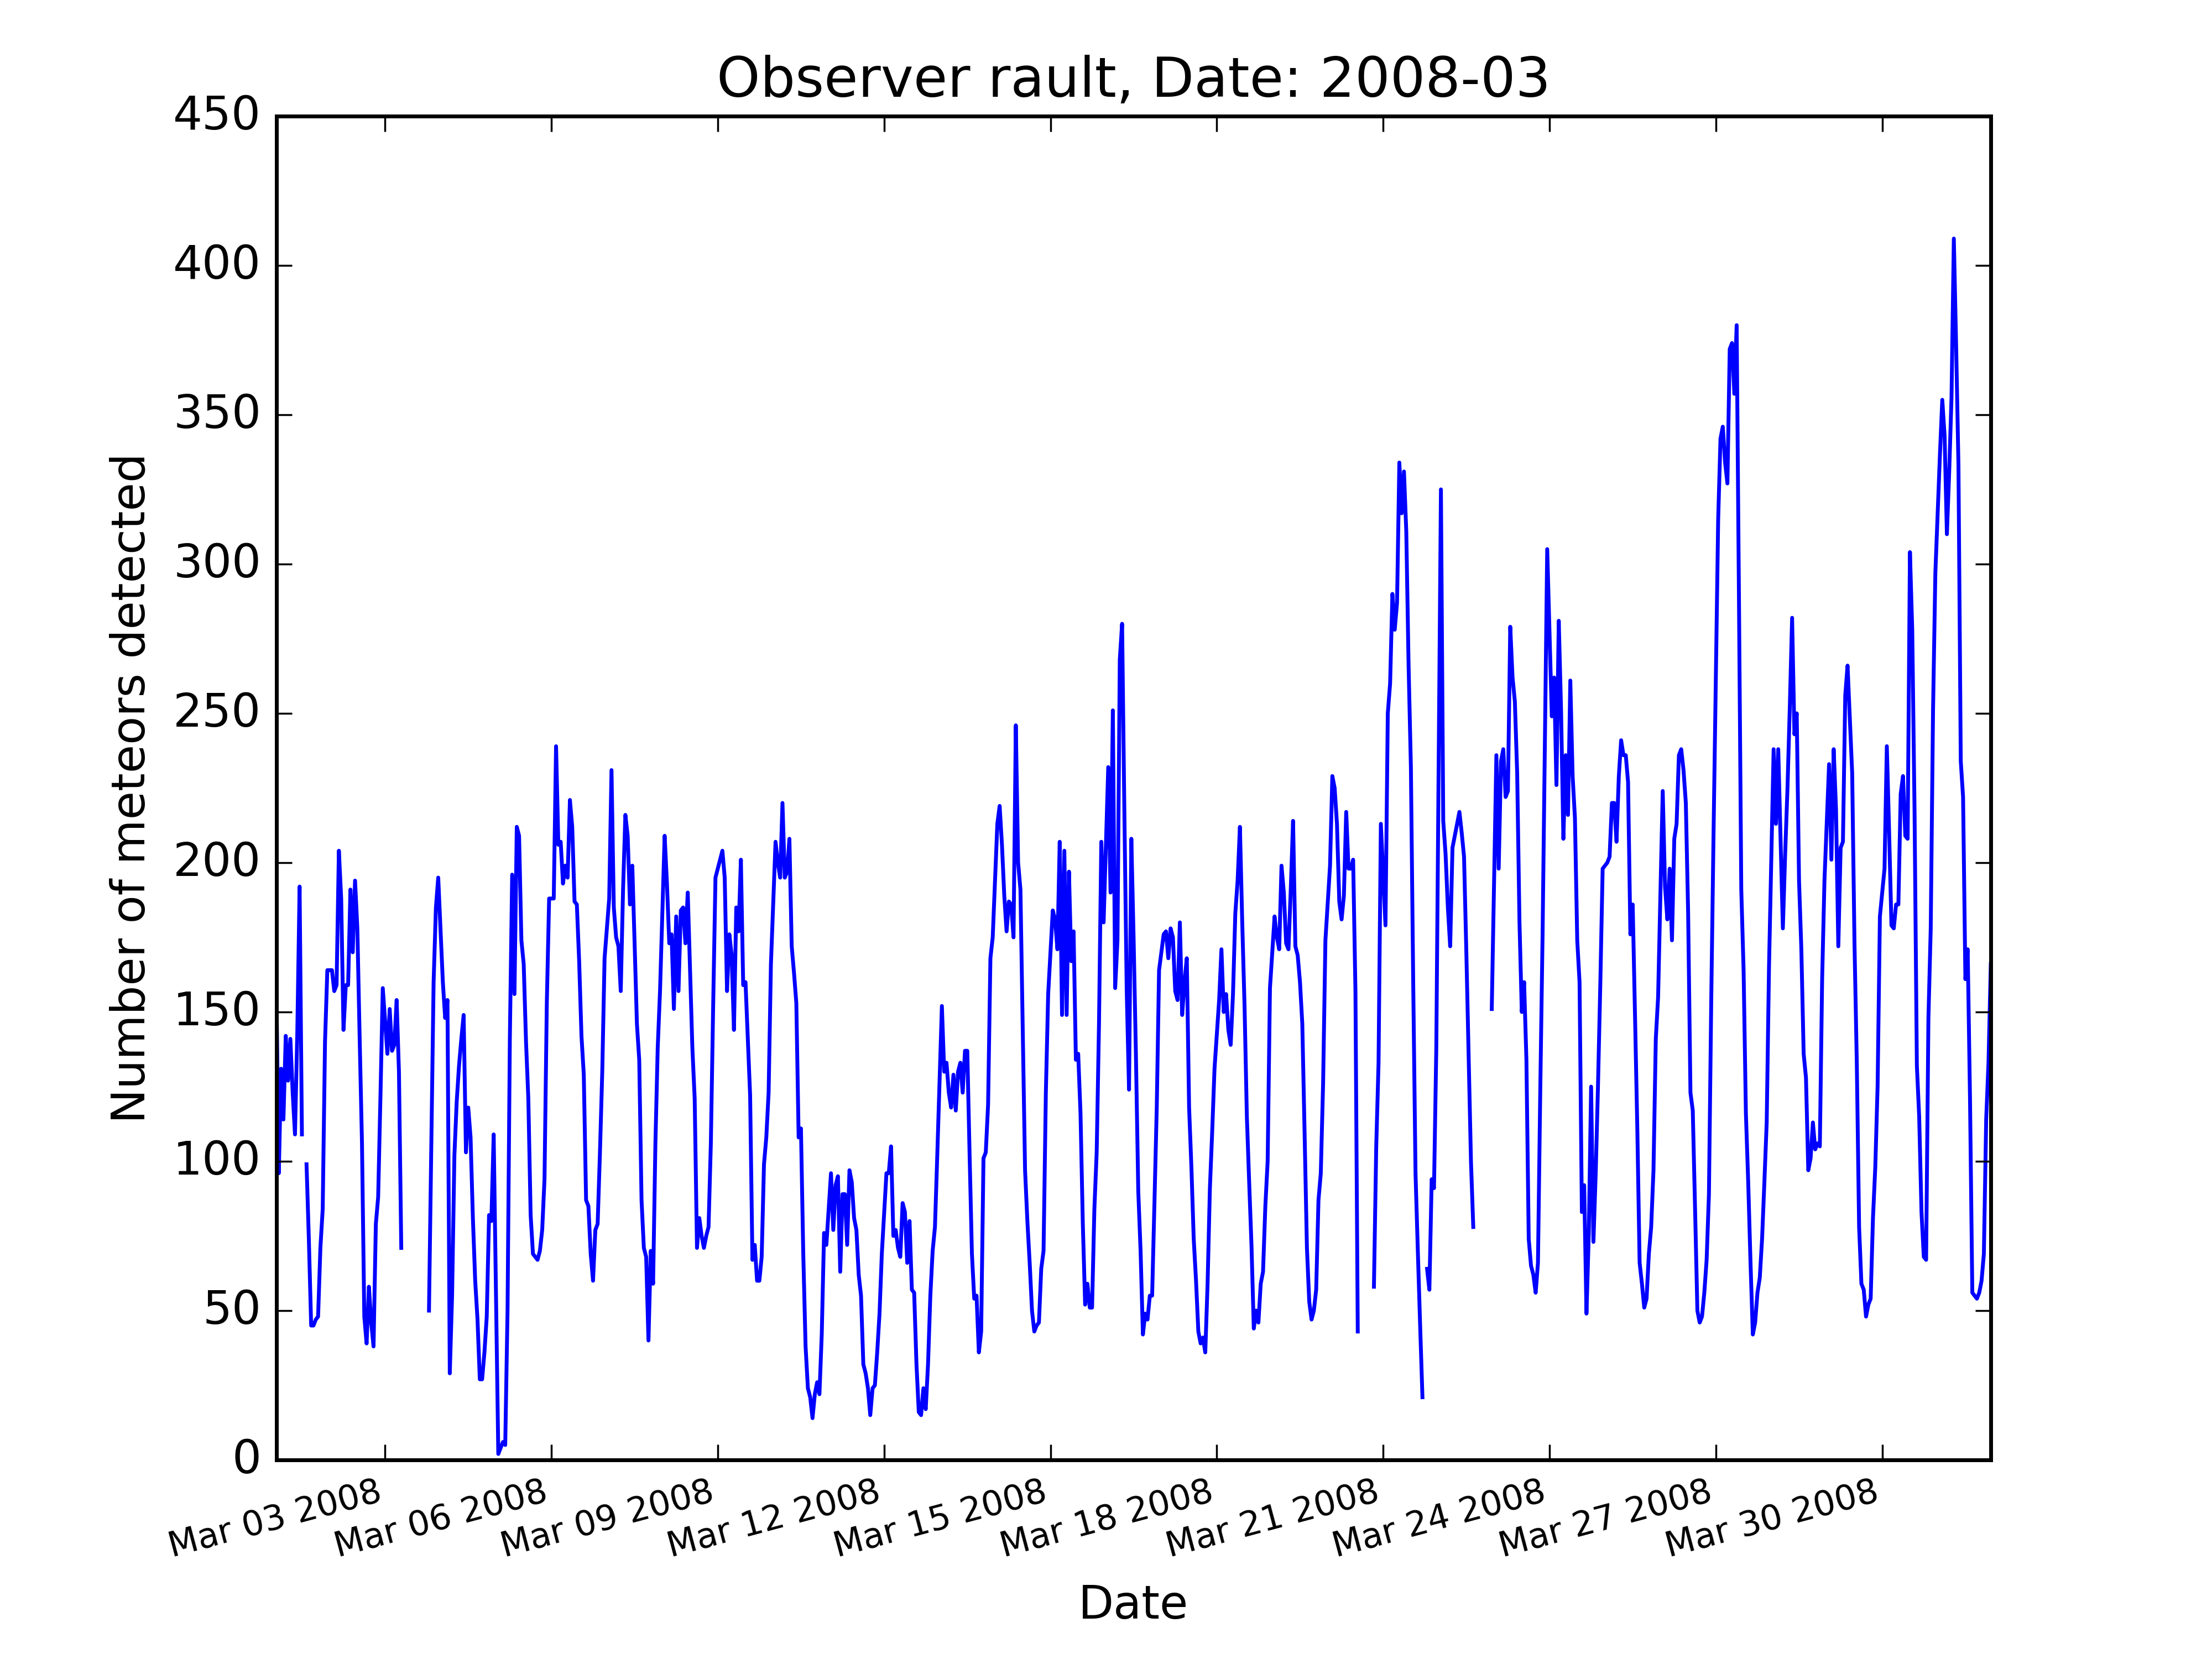 Observer rault, Date: 2008-03
450
400
350
300
250
200
150
100
50
0
Number of meteors detected
Mar 03 2008
Mar 06 2008
Mar 09 2008
Mar 12 2008
Mar 15 2008
Mar 18 2008
Mar 21 2008
Mar 24 2008
Mar 27 2008
Mar 30 2008
Date